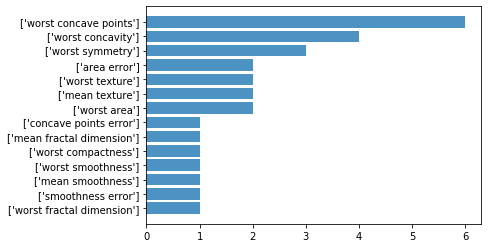 ['worst concave points']
['worst concavity']
['worst symmetry']
['area error']
['worst texture']
['mean texture']
['worst area']
['concave points error']
['mean fractal dimension']
['worst compactness']
['worst smoothness']
['mean smoothness']
['smoothness error']
['worst fractal dimension']
0 1 2 3 4 5 6